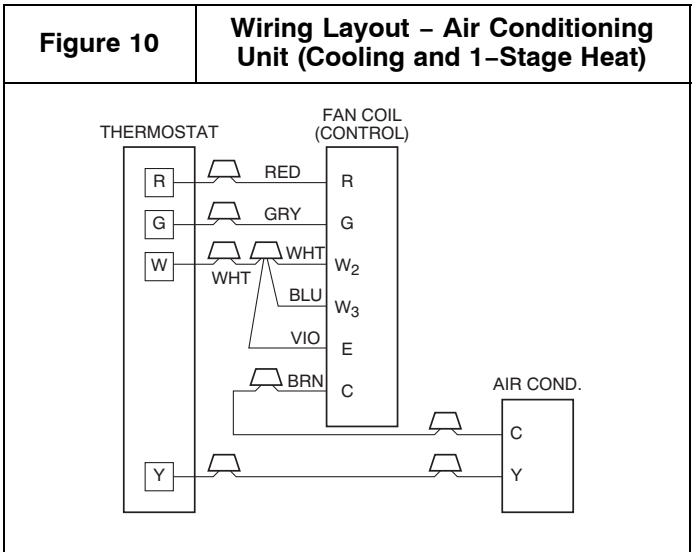 Figure 10
Wiring Layout – Air Conditioning
Unit (Cooling and 1–Stage Heat)
THERMOSTAT
FAN COIL
(CONTROL)
R
RED
R
G
GRY
G
W
WHT
WHT
W2
BLU
W3
VIO
E
BRN
C
AIR COND.
C
Y
Y